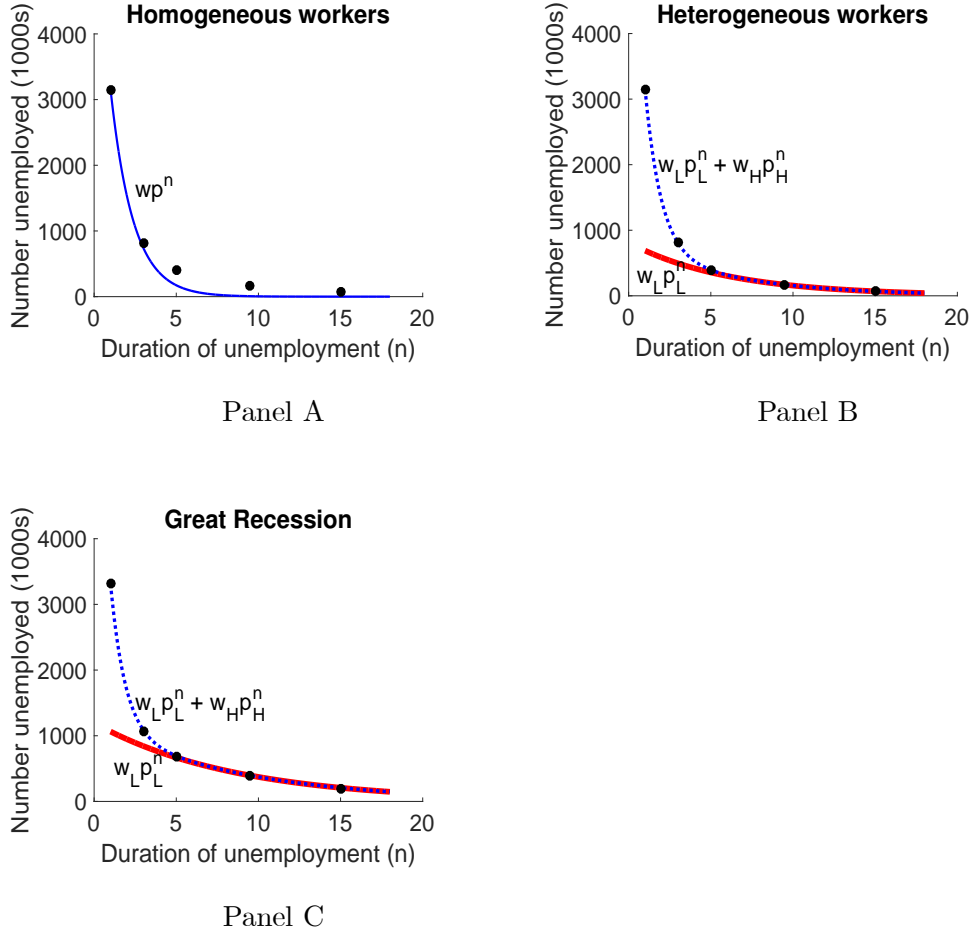 Homogeneous workers
Number unemployed (1000s)
4000
3000
2000
1000
0
wpⁿ
0 5 10 15 20
Duration of unemployment (n)
Panel A
Heterogeneous workers
Number unemployed (1000s)
4000
3000
2000
1000
0
w_L p_L^n + w_H p_H^n
w_L p_L^n
0 5 10 15 20
Duration of unemployment (n)
Panel B
Great Recession
Number unemployed (1000s)
4000
3000
2000
1000
0
w_L p_L^n + w_H p_H^n
w_L p_L^n
0 5 10 15 20
Duration of unemployment (n)
Panel C